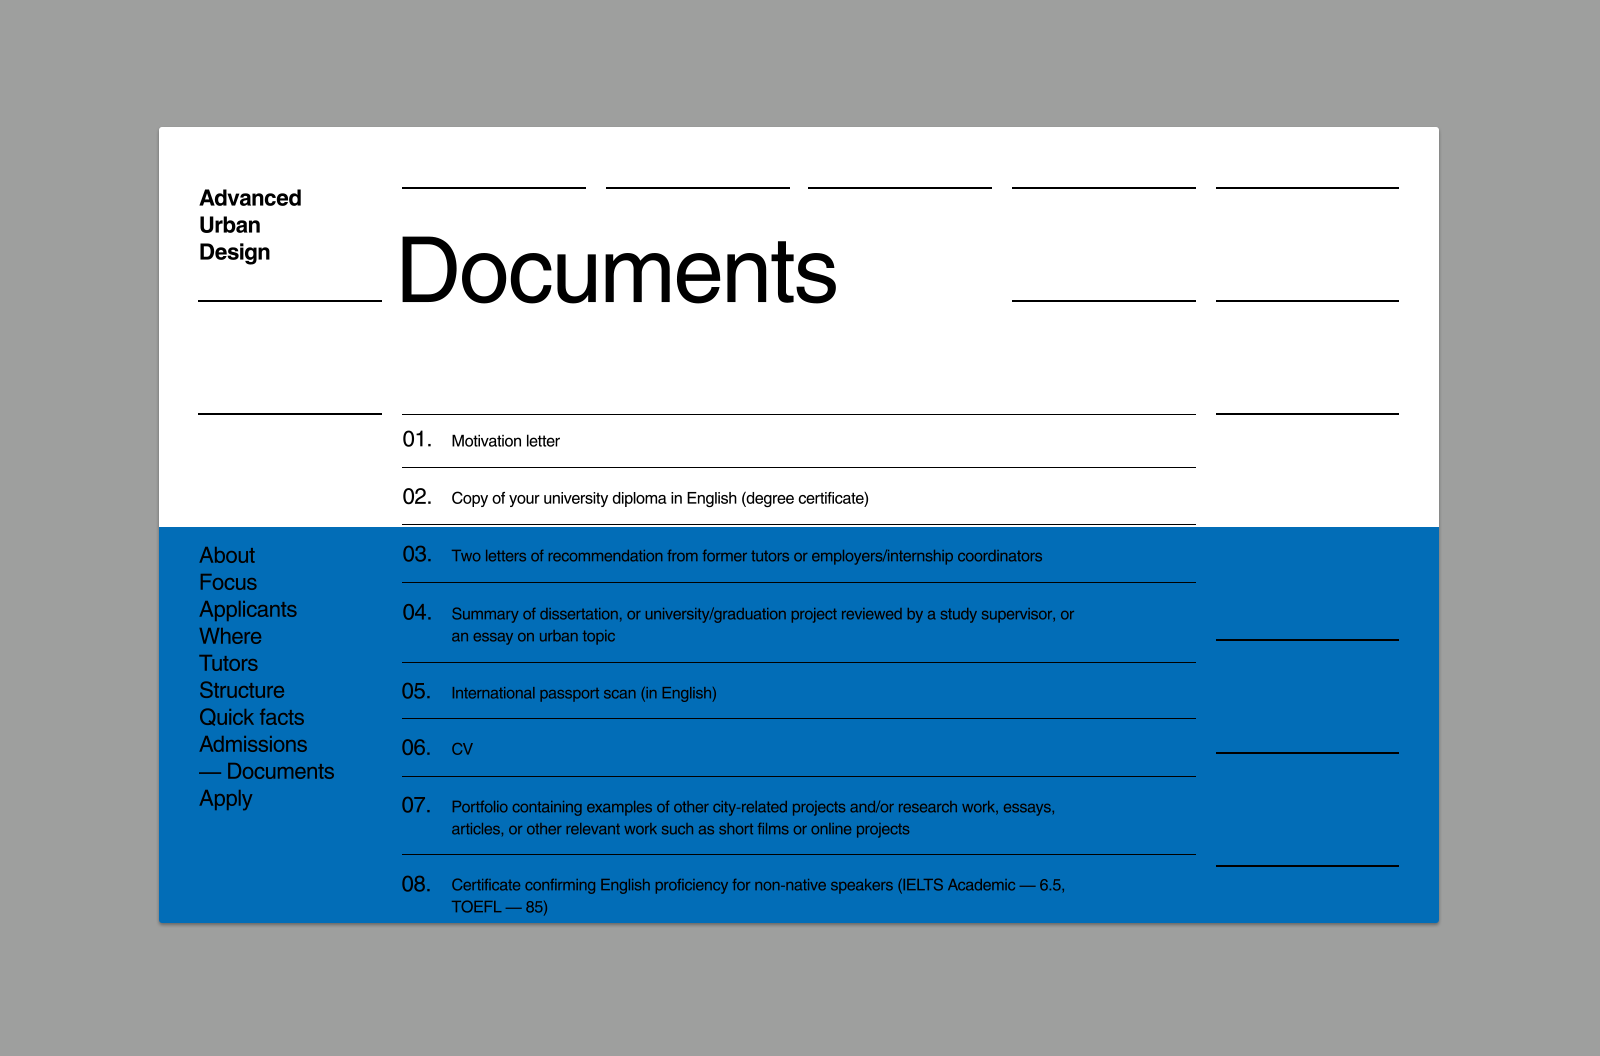 Advanced
Urban
Design
Documents
01. Motivation letter
02. Copy of your university diploma in English (degree certificate)
About
Focus
Applicants
Where
Tutors
Structure
Quick facts
Admissions
— Documents
Apply
03. Two letters of recommendation from former tutors or employers/internship coordinators
04. Summary of dissertation, or university/graduation project reviewed by a study supervisor, or
an essay on urban topic
05. International passport scan (in English)
06. CV
07. Portfolio containing examples of other city-related projects and/or research work, essays,
articles, or other relevant work such as short films or online projects
08. Certificate confirming English proficiency for non-native speakers (IELTS Academic — 6.5,
TOEFL — 85)